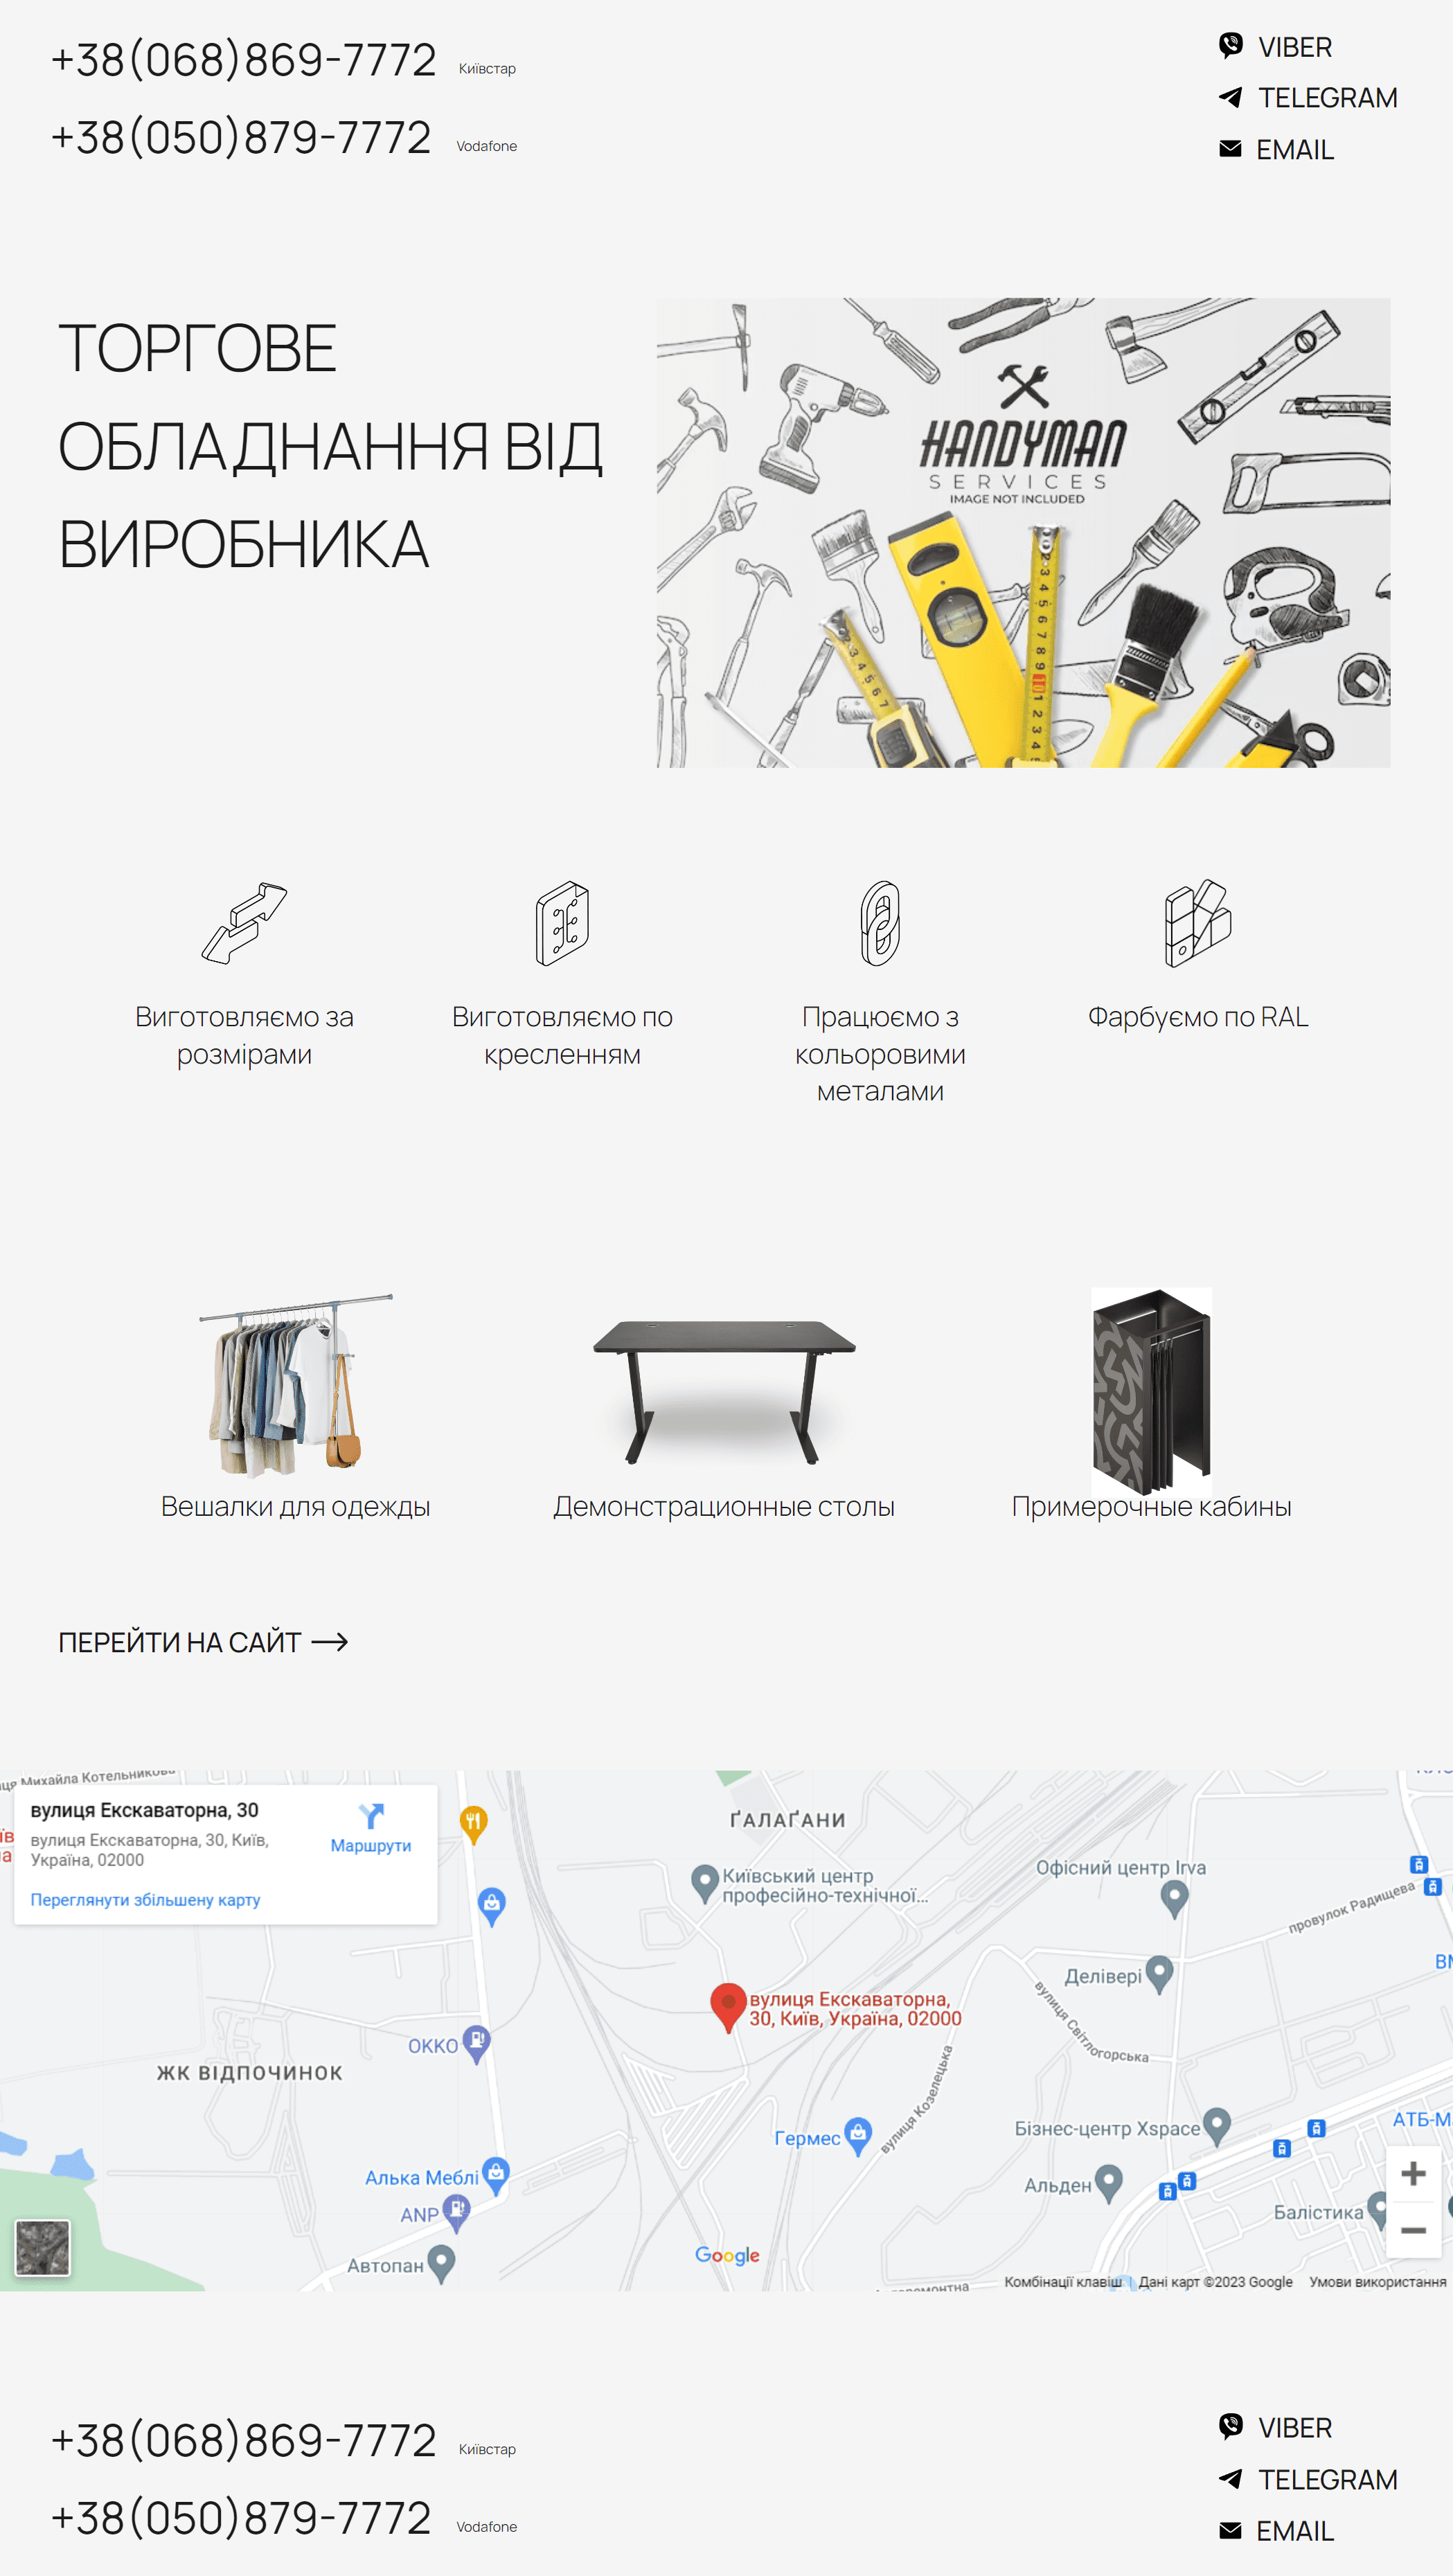 +38(068)869-7772 Київстар
+38(050)879-7772 Vodafone
VIBER
TELEGRAM
EMAIL
ТОРГОВЕ
ОБЛАДНАННЯ ВІД
ВИРОБНИКА
HANDYMAN
SERVICES
IMAGE NOT INCLUDED
Виготовляємо за
розмірами
Виготовляємо по
кресленням
Працюємо з
кольоровими
металами
Фарбуємо по RAL
Вешалки для одежды
Демонстрационные столы
Примерочные кабины
ПЕРЕЙТИ НА САЙТ
Михайла Котельникова
вулиця Екскаваторна, 30
вулиця Екскаваторна, 30, Київ,
Україна, 02000
Переглянути збільшену карту
Маршрути
ҐАЛАҐАНИ
Київський центр
професійно-технічної...
Офісний центр Irva
провулок Радищева
Делівері
вулиця Світлогорська
вулиця Екскаваторна,
30, Київ, Україна, 02000
ОККО
ЖК ВІДПОЧИНОК
вулиця Козелецька
Гермес
Бізнес-центр Xspace
АТБ-М
Алька Меблі
Альден
ANP
Балістика
Автопан
Google
Комбінації клавіш
Дані карт ©2023 Google
Умови використання
+38(068)869-7772 Київстар
+38(050)879-7772 Vodafone
VIBER
TELEGRAM
EMAIL